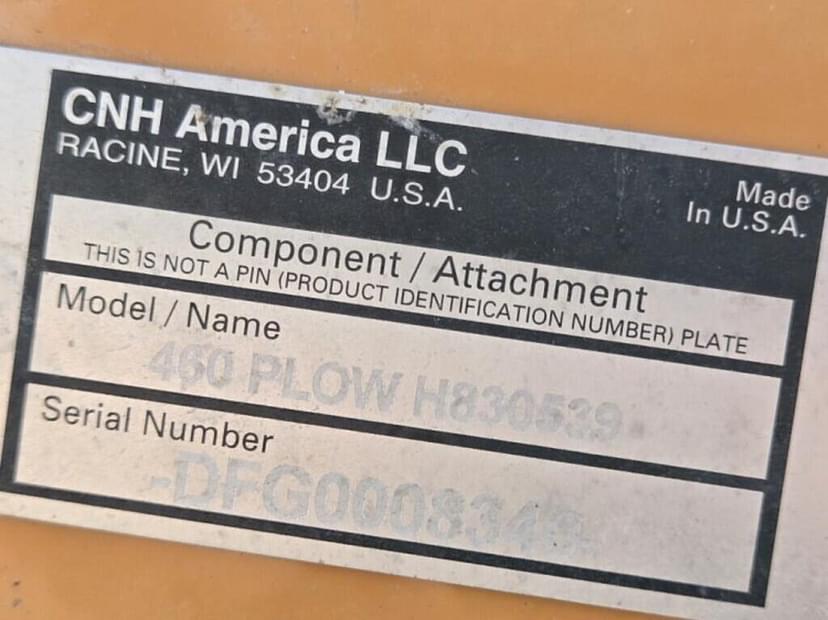 CNH America LLC
RACINE, WI 53404 U.S.A.
Made
In U.S.A.
Component / Attachment
THIS IS NOT A PIN (PRODUCT IDENTIFICATION NUMBER) PLATE
Model / Name
460 PLOW H830539
Serial Number